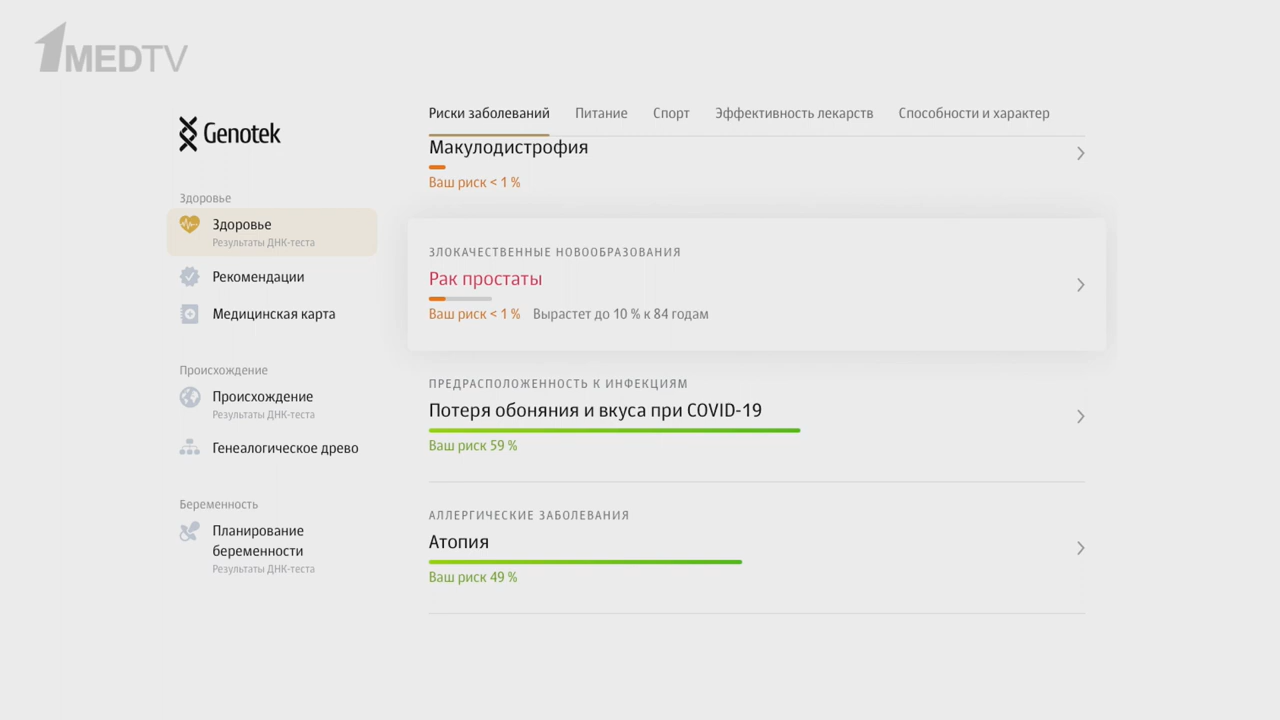 1MEDTV
Genotek
Риски заболеваний
Питание
Спорт
Эффективность лекарств
Способности и характер
Здоровье
Здоровье
Результаты ДНК-теста
Рекомендации
Медицинская карта
Происхождение
Происхождение
Результаты ДНК-теста
Генеалогическое древо
Беременность
Планирование
беременности
Результаты ДНК-теста
Макулодистрофия
Ваш риск < 1 %
ЗЛОКАЧЕСТВЕННЫЕ НОВООБРАЗОВАНИЯ
Рак простаты
Ваш риск < 1 % Вырастет до 10 % к 84 годам
ПРЕДРАСПОЛОЖЕННОСТЬ К ИНФЕКЦИЯМ
Потеря обоняния и вкуса при COVID-19
Ваш риск 59 %
АЛЛЕРГИЧЕСКИЕ ЗАБОЛЕВАНИЯ
Атопия
Ваш риск 49 %